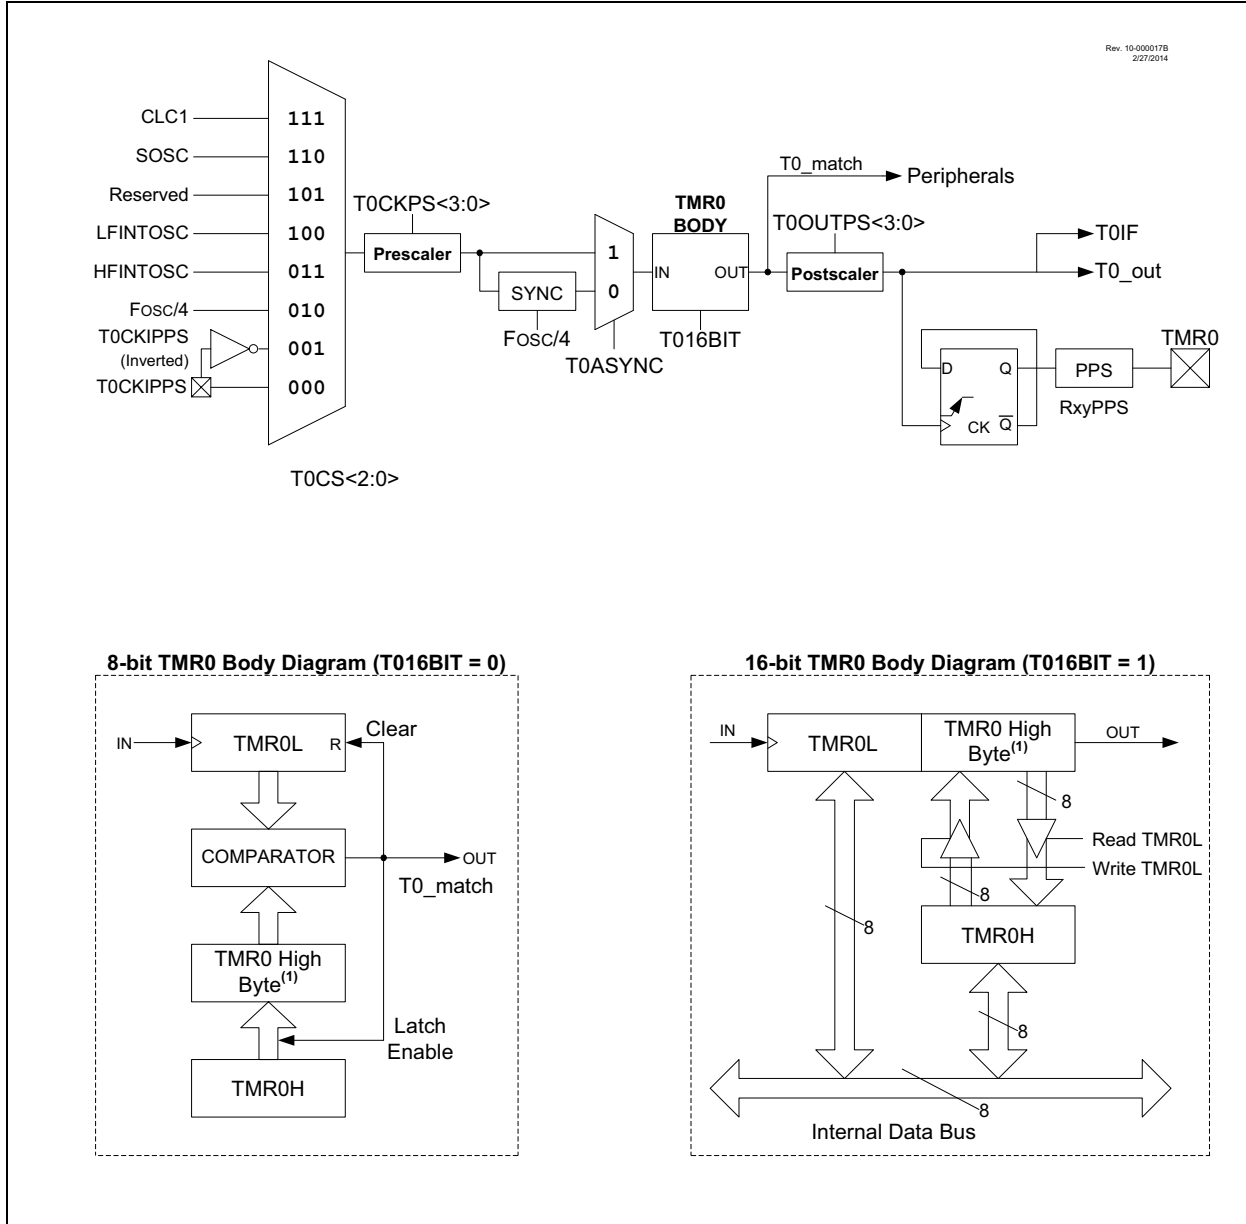 Rev. 10-000017B
2/27/2014
CLC1
111
SOSC
110
Reserved
101
LFINTOSC
100
HFINTOSC
011
FOSC/4
010
T0CKIPPS
(Inverted)
001
T0CKIPPS
000
T0CS<2:0>
T0CKPS<3:0>
Prescaler
SYNC
FOSC/4
1
0
T0ASYNC
TMR0
BODY
IN
OUT
T016BIT
T0_match
Peripherals
T0OUTPS<3:0>
Postscaler
T0IF
T0_out
D
Q
CK
Q̅
PPS
RxyPPS
TMR0
8-bit TMR0 Body Diagram (T016BIT = 0)
IN
TMR0L
R
Clear
COMPARATOR
OUT
T0_match
TMR0 High
Byte(1)
Latch
Enable
TMR0H
16-bit TMR0 Body Diagram (T016BIT = 1)
IN
TMR0L
TMR0 High
Byte(1)
OUT
8
Read TMR0L
Write TMR0L
8
8
TMR0H
8
8
Internal Data Bus